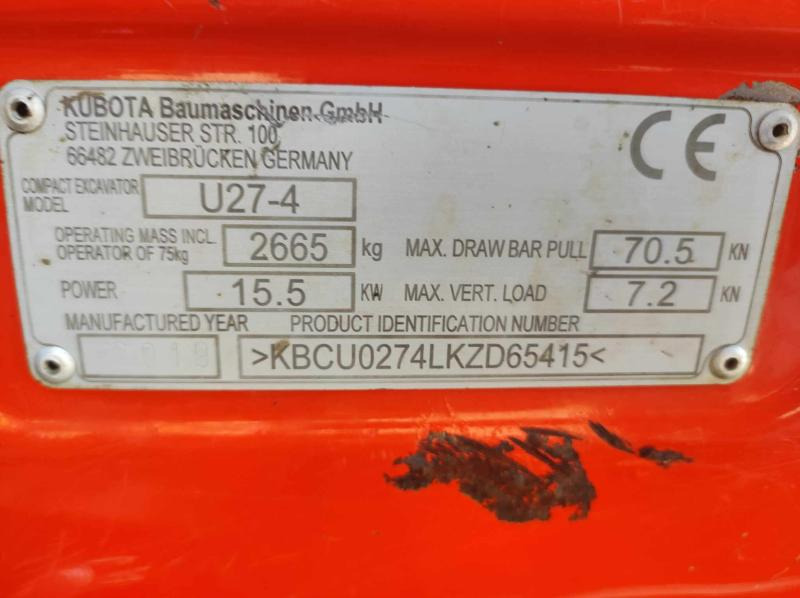 KUBOTA Baumaschinen GmbH
STEINHAUSER STR. 100
66482 ZWEIBRÜCKEN GERMANY
CE
COMPACT EXCAVATOR MODEL U27-4
OPERATING MASS INCL. OPERATOR OF 75kg 2665 kg MAX. DRAW BAR PULL 70.5 KN
POWER 15.5 KW MAX. VERT. LOAD 7.2 KN
MANUFACTURED YEAR PRODUCT IDENTIFICATION NUMBER
>KBCU0274LKZD65415<